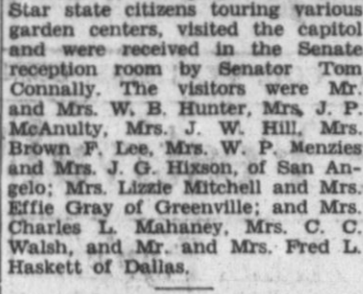 Star state citizens touring various
garden centers, visited the capitol
and were received in the Senate
reception room by Senator Tom
Connally. The visitors were Mr.
and Mrs. W. B. Hunter, Mrs. J. P.
McAnulty, Mrs. J. W. Hill, Mrs.
Brown F. Lee, Mrs. W. P. Menzies
and Mrs. J. G. Hixson, of San An-
gelo; Mrs. Lizzie Mitchell and Mrs.
Effie Gray of Greenville; and Mrs.
Charles L. Mahaney, Mrs. C. C.
Walsh, and Mr. and Mrs. Fred L.
Haskett of Dallas.